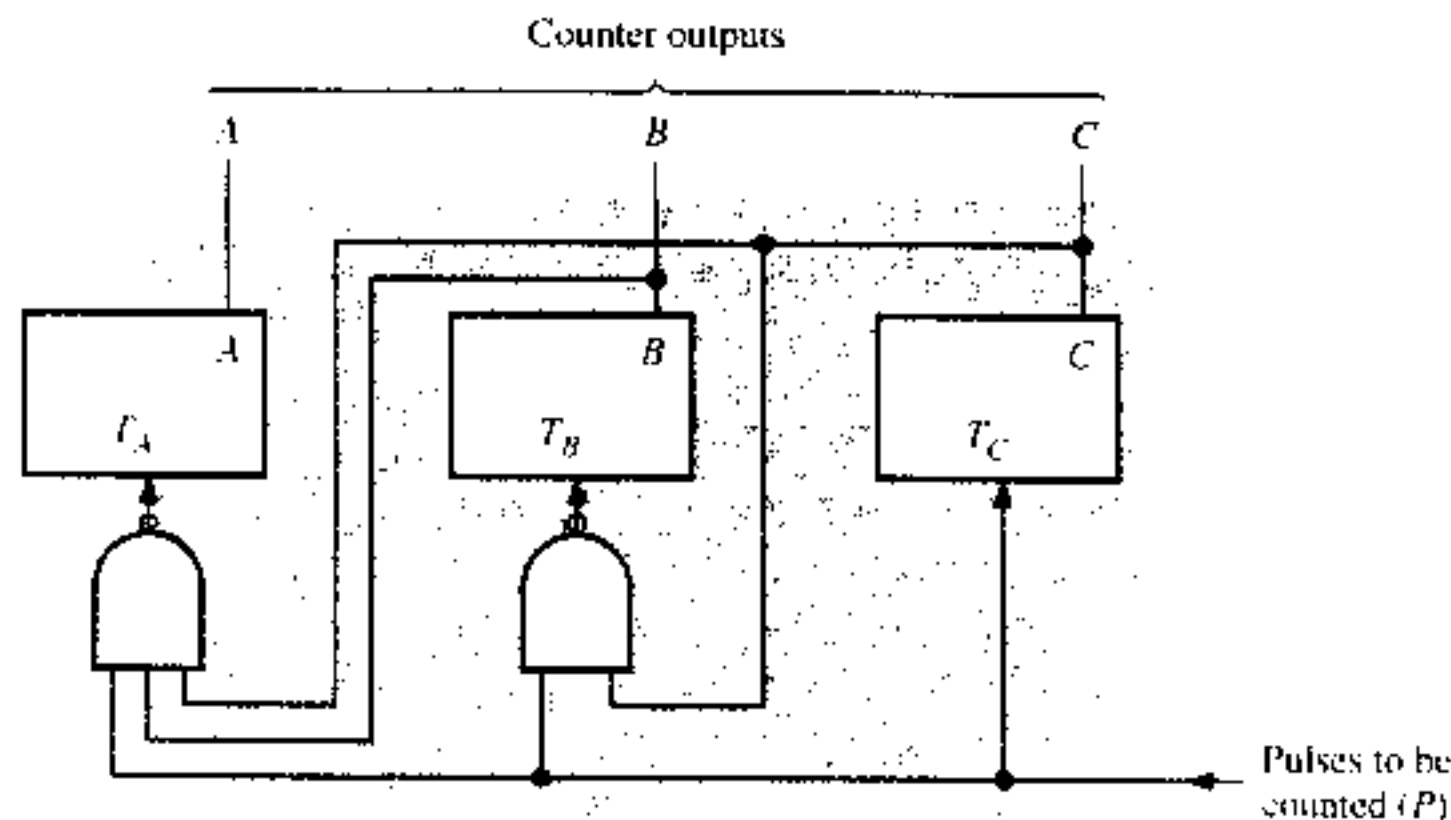 Counter outputs
A B C
A B C
T_A T_B T_C
Pulses to be
counted (P)